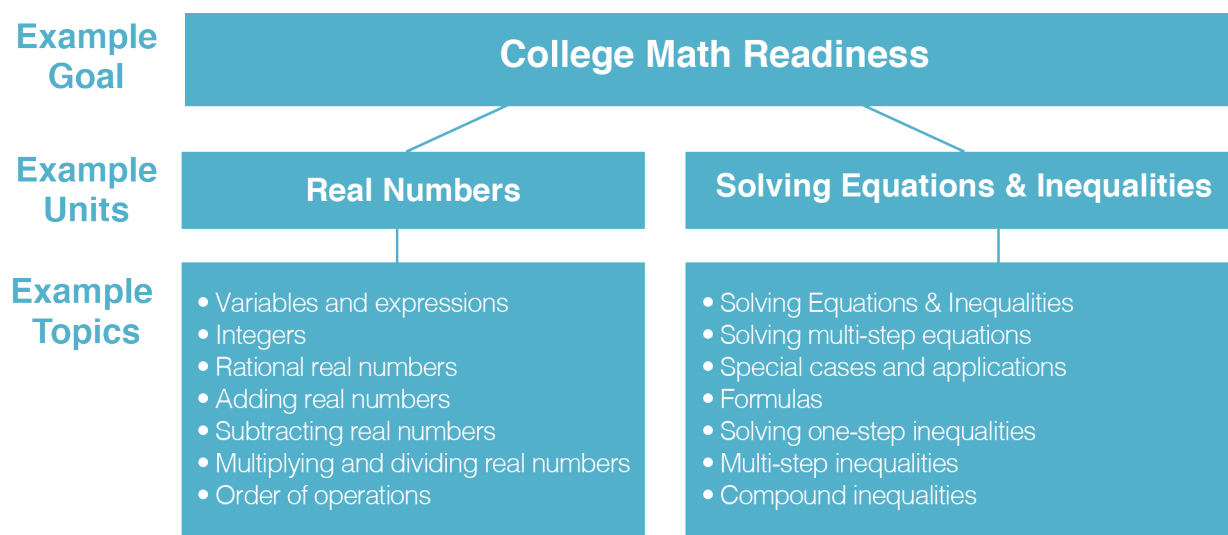 Example
Goal
College Math Readiness
Example
Units
Real Numbers
Solving Equations & Inequalities
Example
Topics
• Variables and expressions
• Integers
• Rational real numbers
• Adding real numbers
• Subtracting real numbers
• Multiplying and dividing real numbers
• Order of operations
• Solving Equations & Inequalities
• Solving multi-step equations
• Special cases and applications
• Formulas
• Solving one-step inequalities
• Multi-step inequalities
• Compound inequalities